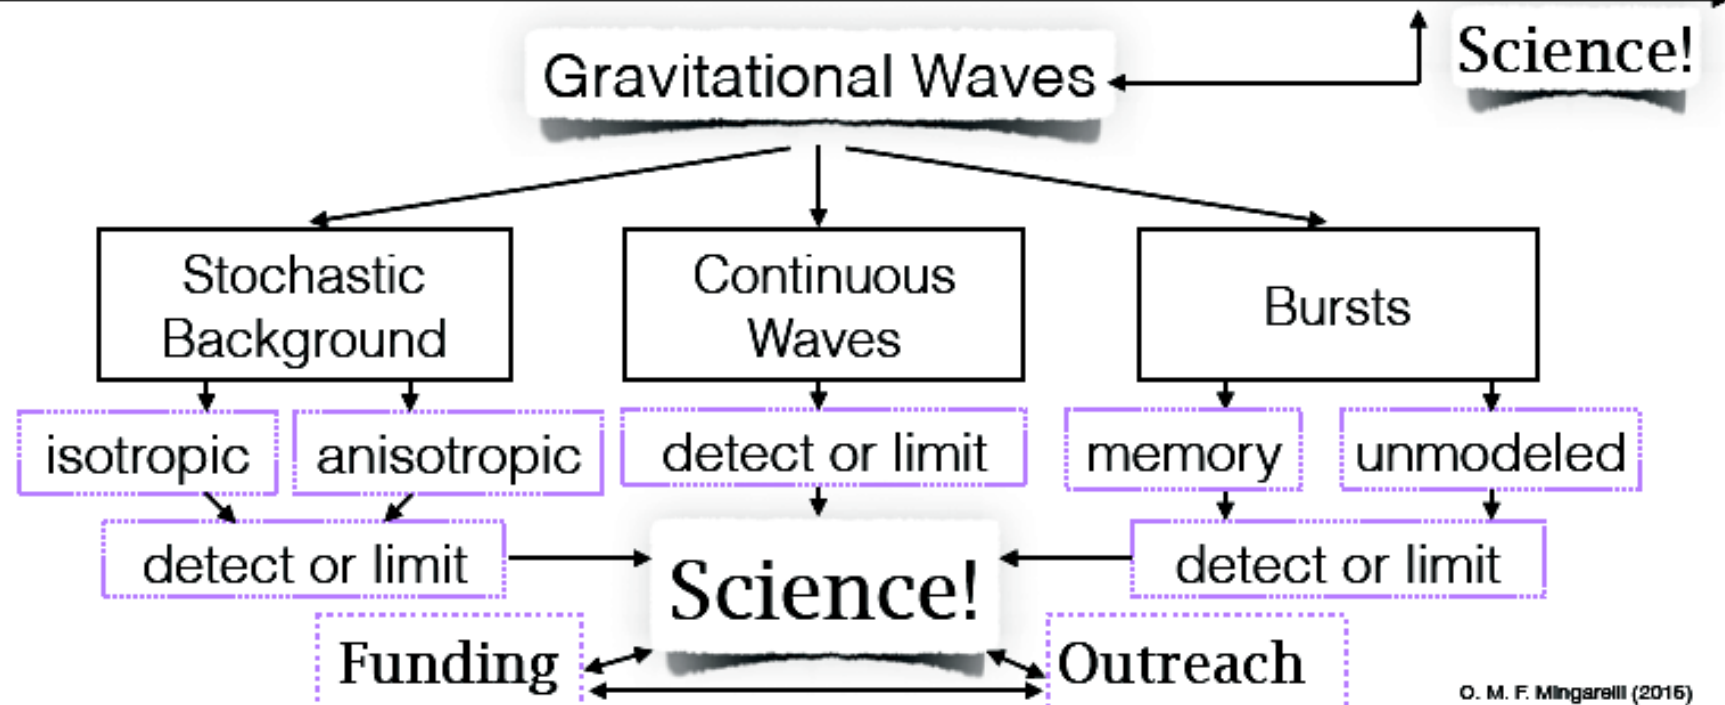 Gravitational Waves
Science!
Stochastic
Background
Continuous
Waves
Bursts
isotropic
anisotropic
detect or limit
memory
unmodeled
detect or limit
Science!
detect or limit
Funding
Outreach
C. M. F. Mingarelli (2015)